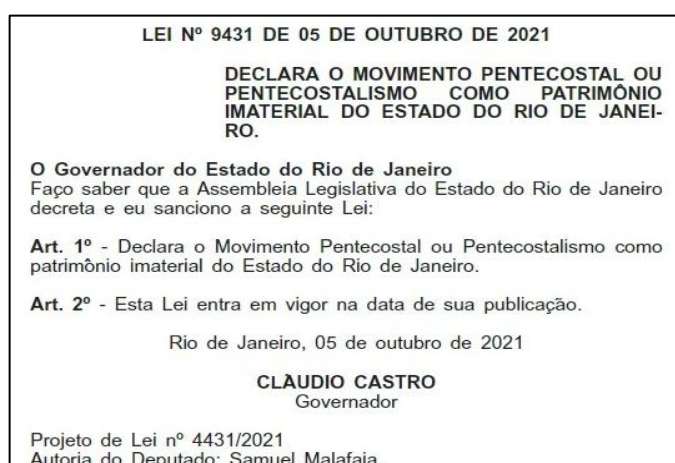 LEI Nº 9431 DE 05 DE OUTUBRO DE 2021
DECLARA O MOVIMENTO PENTECOSTAL OU
PENTECOSTALISMO COMO PATRIMÔNIO
IMATERIAL DO ESTADO DO RIO DE JANEI-
RO.
O Governador do Estado do Rio de Janeiro
Faço saber que a Assembleia Legislativa do Estado do Rio de Janeiro
decreta e eu sanciono a seguinte Lei:
Art. 1º - Declara o Movimento Pentecostal ou Pentecostalismo como
patrimônio imaterial do Estado do Rio de Janeiro.
Art. 2º - Esta Lei entra em vigor na data de sua publicação.
Rio de Janeiro, 05 de outubro de 2021
CLÀUDIO CASTRO
Governador
Projeto de Lei nº 4431/2021
Autoria do Deputado: Samuel Malafaia